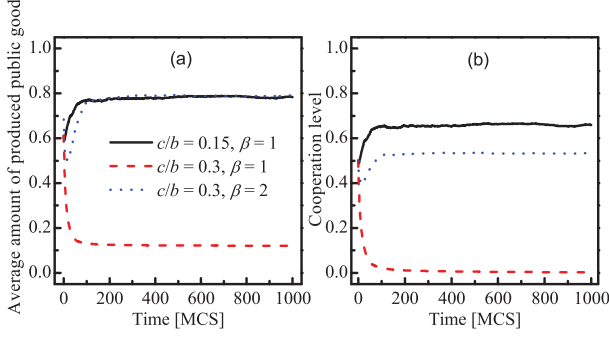 Average amount of produced public good
1.0
0.8
0.6
0.4
0.2
0.0
(a)
c/b = 0.15, β = 1
c/b = 0.3, β = 1
c/b = 0.3, β = 2
0 200 400 600 800 1000
Time [MCS]
Cooperation level
1.0
0.8
0.6
0.4
0.2
0.0
(b)
0 200 400 600 800 1000
Time [MCS]